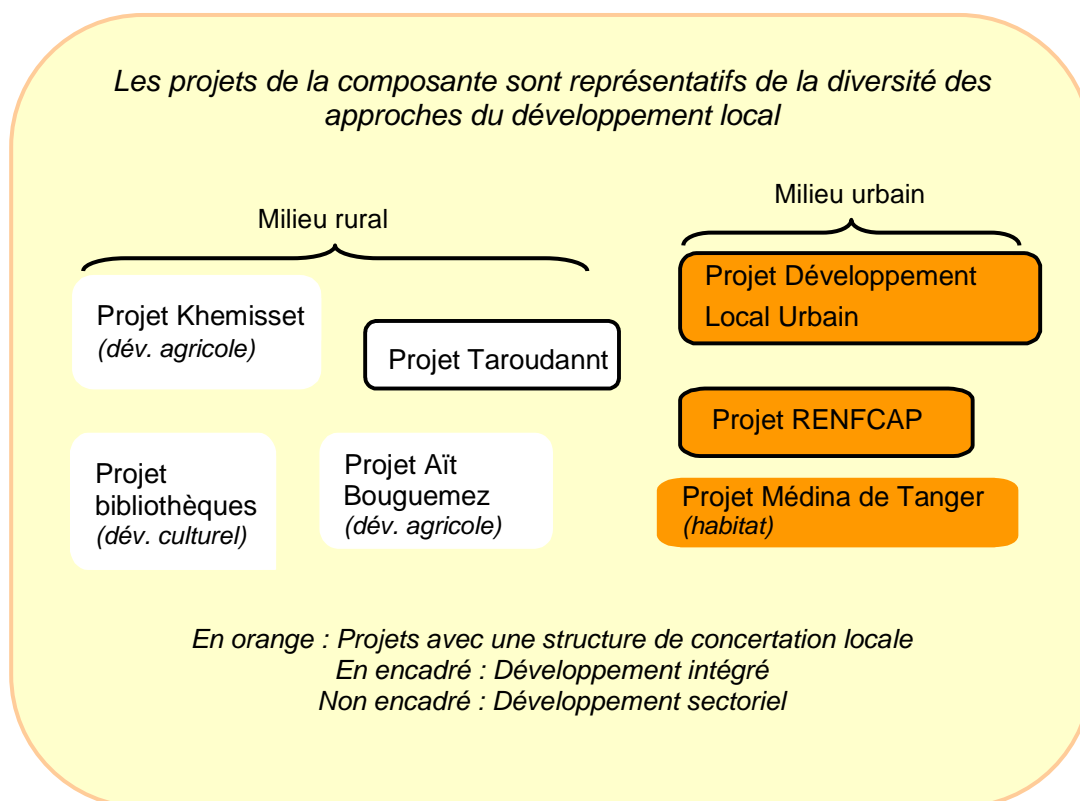 Les projets de la composante sont représentatifs de la diversité des
approches du développement local
Milieu rural
Milieu urbain
Projet Khemisset
(dév. agricole)
Projet Taroudannt
Projet
bibliothèques
(dév. culturel)
Projet Aït
Bouguemez
(dév. agricole)
Projet Développement
Local Urbain
Projet RENFCAP
Projet Médina de Tanger
(habitat)
En orange : Projets avec une structure de concertation locale
En encadré : Développement intégré
Non encadré : Développement sectoriel